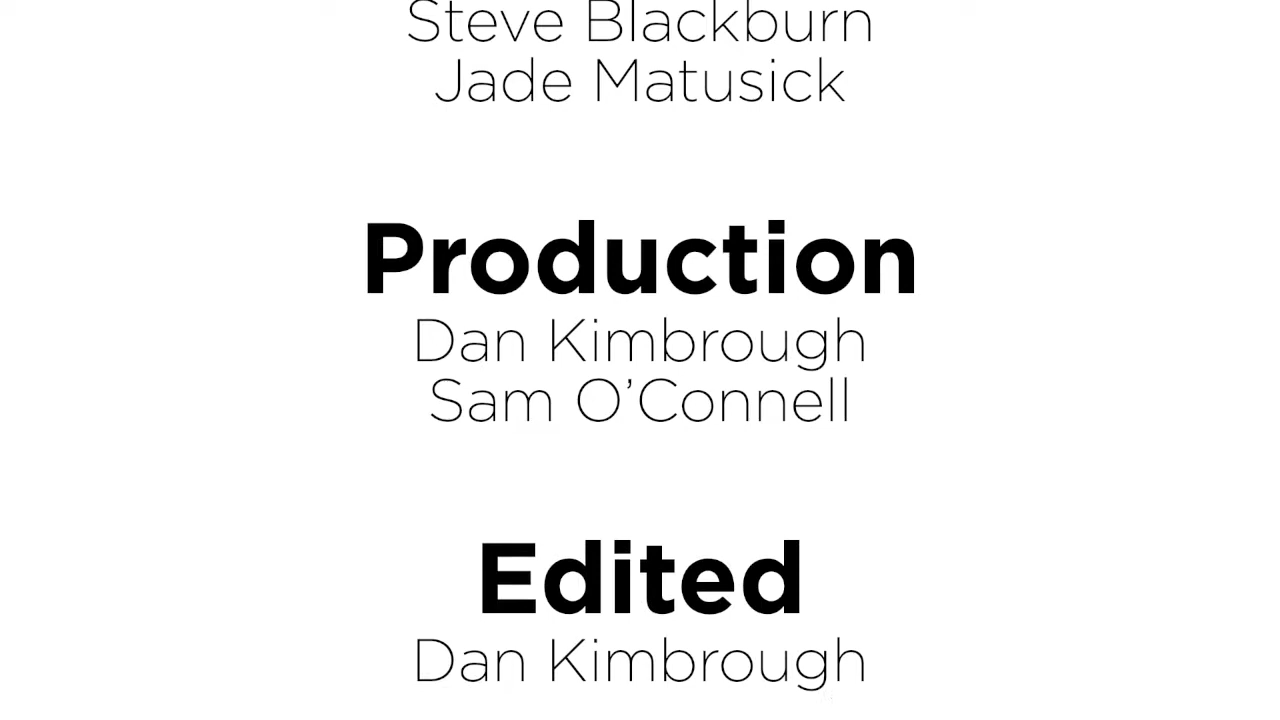 Steve Blackburn
Jade Matusick
Production
Dan Kimbrough
Sam O’Connell
Edited
Dan Kimbrough